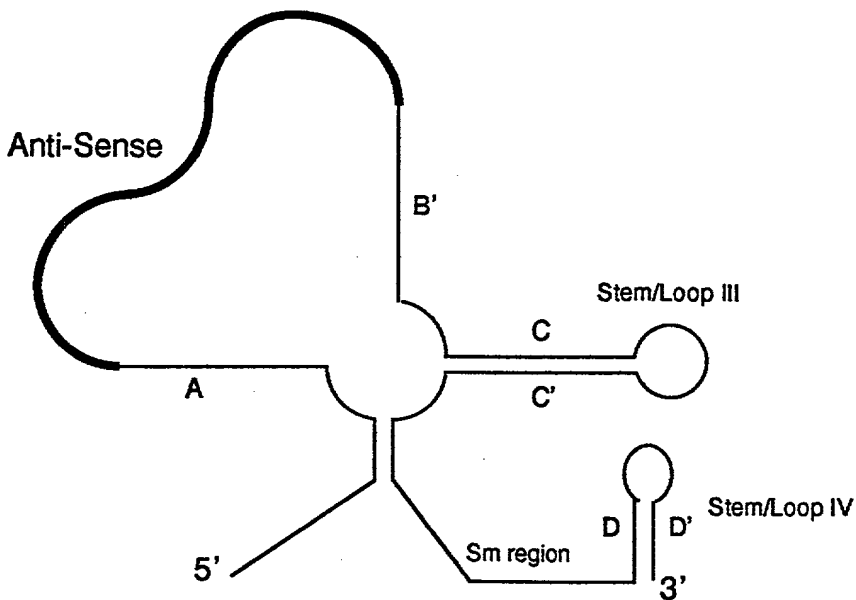 Anti-Sense
B'
Stem/Loop III
C
A
C'
Stem/Loop IV
D
D'
Sm region
5'
3'